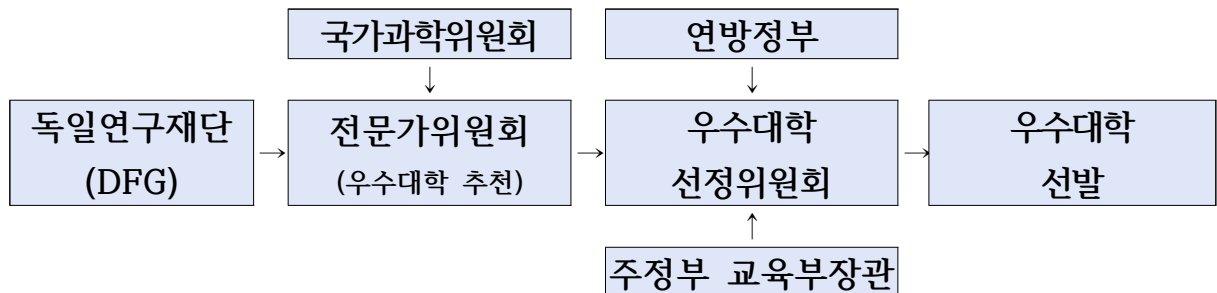 국가과학위원회
연방정부
독일연구재단
(DFG)
전문가위원회
(우수대학 추천)
우수대학
선정위원회
우수대학
선발
주정부 교육부장관